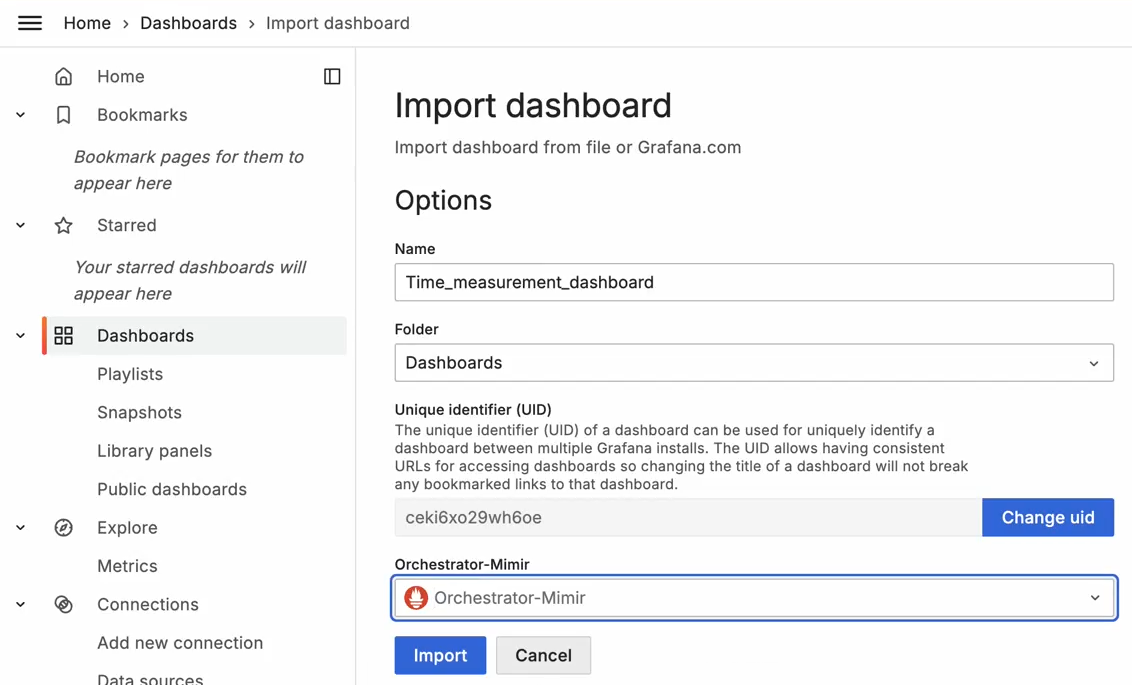 Home › Dashboards › Import dashboard
Home
Bookmarks
Bookmark pages for them to
appear here
Starred
Your starred dashboards will
appear here
Dashboards
Playlists
Snapshots
Library panels
Public dashboards
Explore
Metrics
Connections
Add new connection
Data sources
Import dashboard
Import dashboard from file or Grafana.com
Options
Name
Time_measurement_dashboard
Folder
Dashboards
Unique identifier (UID)
The unique identifier (UID) of a dashboard can be used for uniquely identify a
dashboard between multiple Grafana installs. The UID allows having consistent
URLs for accessing dashboards so changing the title of a dashboard will not break
any bookmarked links to that dashboard.
ceki6xo29wh6oe
Change uid
Orchestrator-Mimir
Orchestrator-Mimir
Import
Cancel